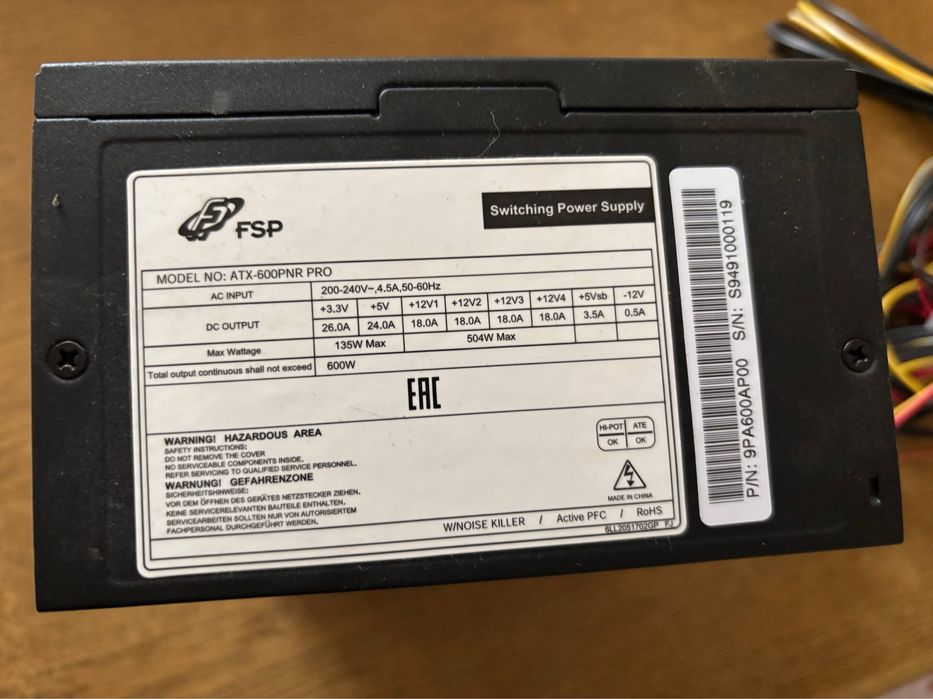 FSP
Switching Power Supply
MODEL NO: ATX-600PNR PRO
AC INPUT 200-240V~,4.5A,50-60Hz
DC OUTPUT
+3.3V +5V +12V1 +12V2 +12V3 +12V4 +5Vsb -12V
26.0A 24.0A 18.0A 18.0A 18.0A 18.0A 3.5A 0.5A
Max Wattage 135W Max 504W Max
Total output continuous shall not exceed 600W
EAC
WARNING! HAZARDOUS AREA
SAFETY INSTRUCTIONS:
DO NOT REMOVE THE COVER
NO SERVICEABLE COMPONENTS INSIDE.
REFER SERVICING TO QUALIFIED SERVICE PERSONNEL.
WARNUNG! GEFAHRENZONE
SICHERHEITSHINWEISE:
VOR DEM ÖFFNEN DES GERÄTES NETZSTECKER ZIEHEN.
KEINE SERVICERELEVANTEN BAUTEILE ENTHALTEN.
SERVICEARBEITEN SOLLTEN NUR VON AUTORISIERTEM
FACHPERSONAL DURCHGEFÜHRT WERDEN.
HI-POT ATE
OK OK
MADE IN CHINA
W/NOISE KILLER / Active PFC / RoHS
6LL2051702GP FJ
P/N: 9PA600AP00 S/N: S9491000119